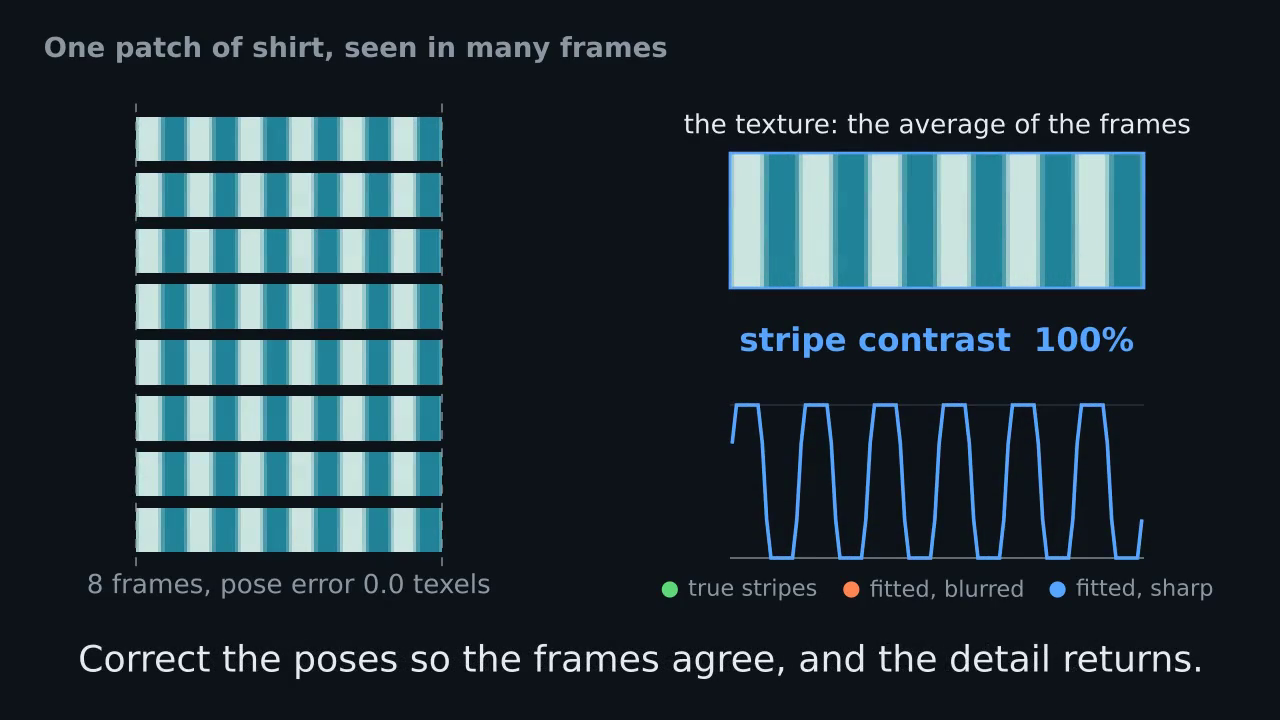 One patch of shirt, seen in many frames
the texture: the average of the frames
stripe contrast 100%
8 frames, pose error 0.0 texels
true stripes
fitted, blurred
fitted, sharp
Correct the poses so the frames agree, and the detail returns.